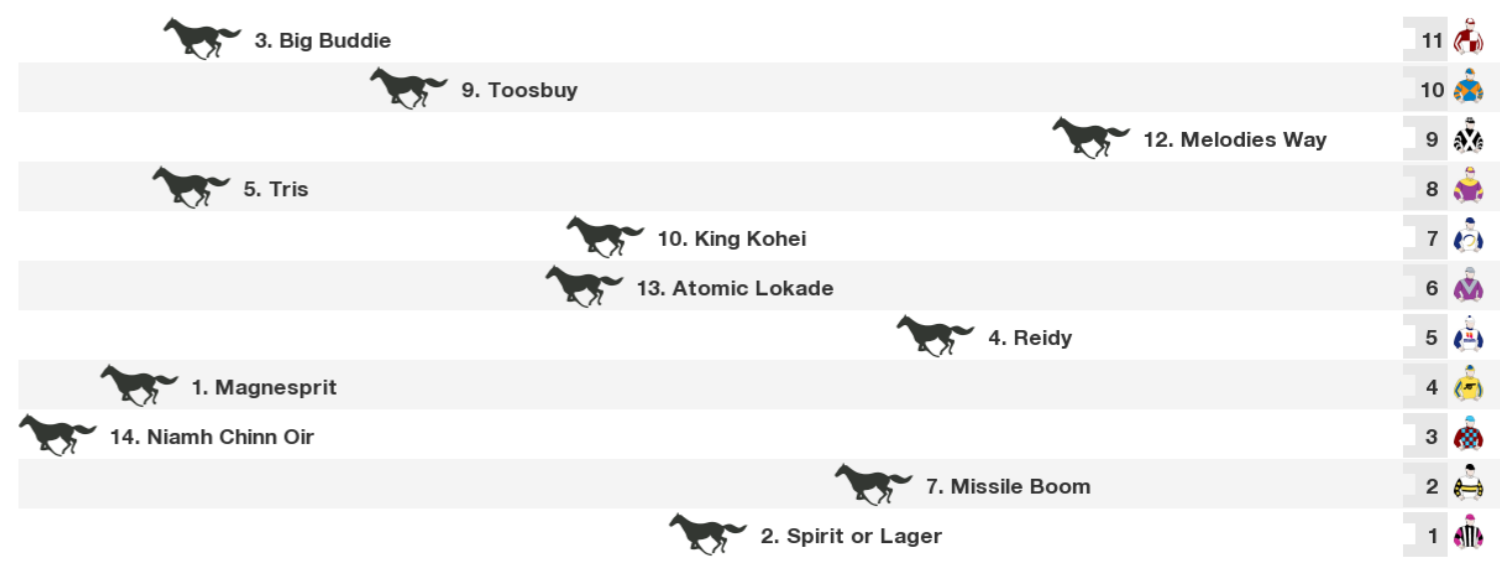 3. Big Buddie 11
9. Toosbuy 10
12. Melodies Way 9
5. Tris 8
10. King Kohei 7
13. Atomic Lokade 6
4. Reidy 5
1. Magnesprit 4
14. Niamh Chinn Oir 3
7. Missile Boom 2
2. Spirit or Lager 1